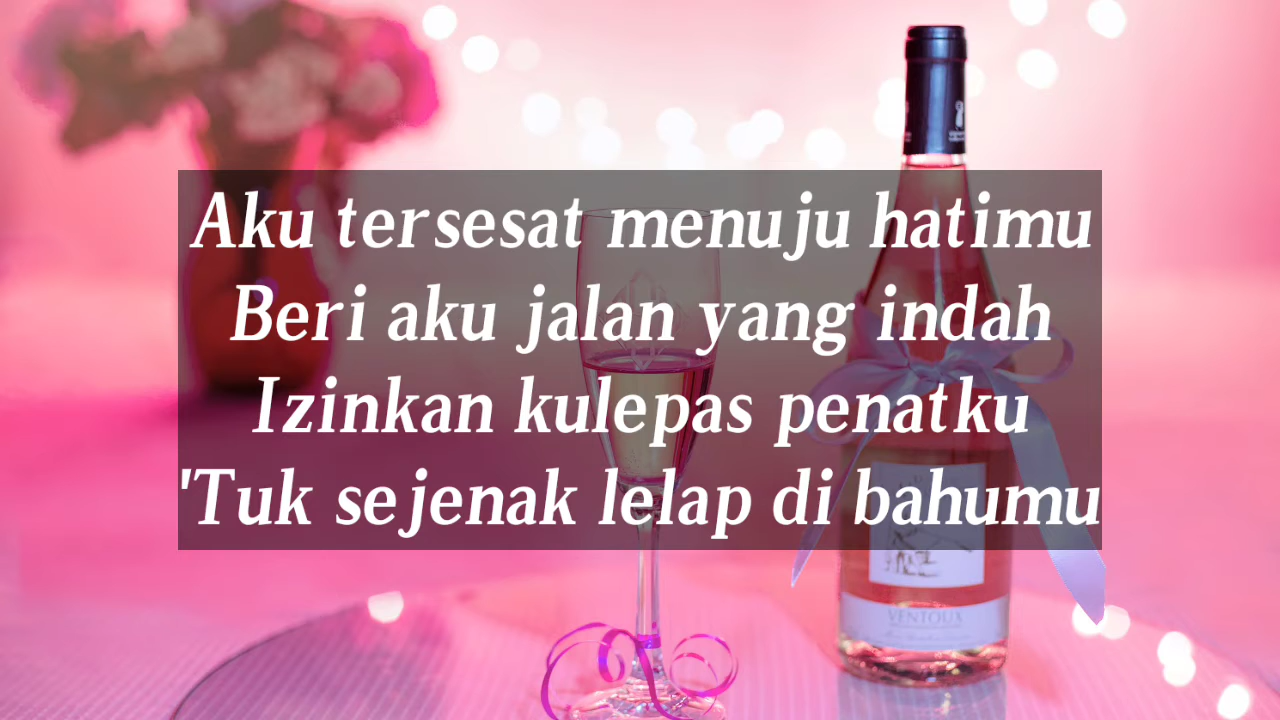 Aku tersesat menuju hatimu
Beri aku jalan yang indah
Izinkan kulepas penatku
'Tuk sejenak lelap di bahumu
VENTOUX